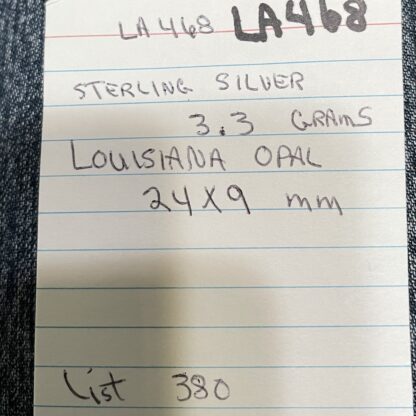 LA468 LA468
STERLING SILVER
3.3 GRAMS
LOUISIANA OPAL
24X9 mm
List 380